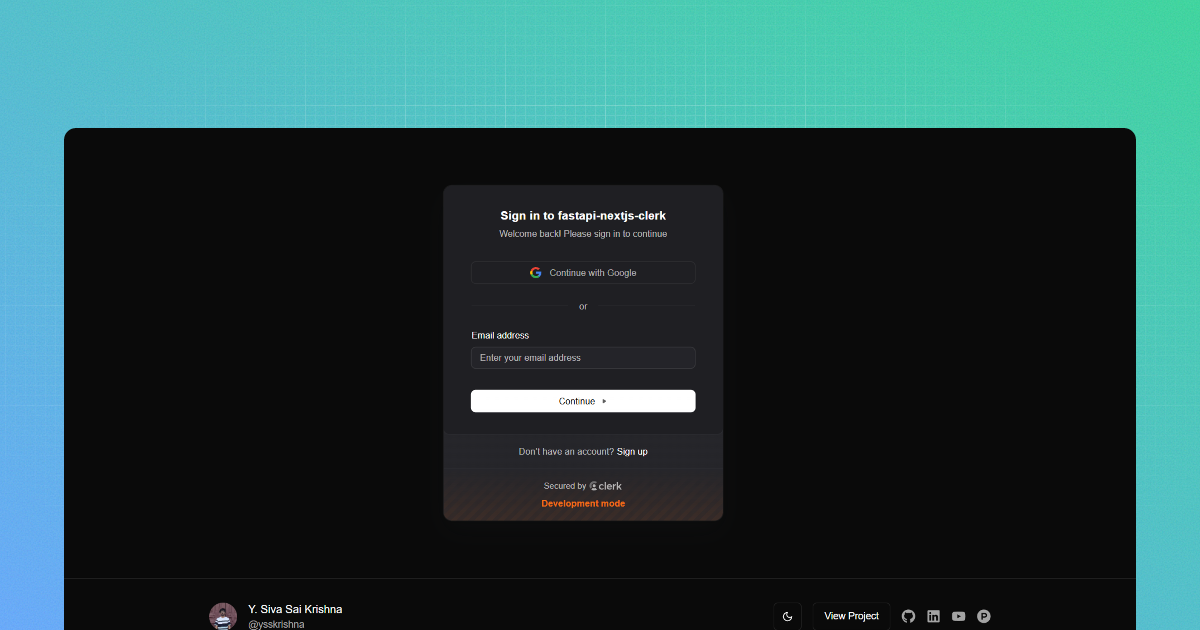 Sign in to fastapi-nextjs-clerk
Welcome back! Please sign in to continue
Continue with Google
or
Email address
Enter your email address
Continue
Don't have an account? Sign up
Secured by clerk
Development mode
Y. Siva Sai Krishna
@ysskrishna
View Project